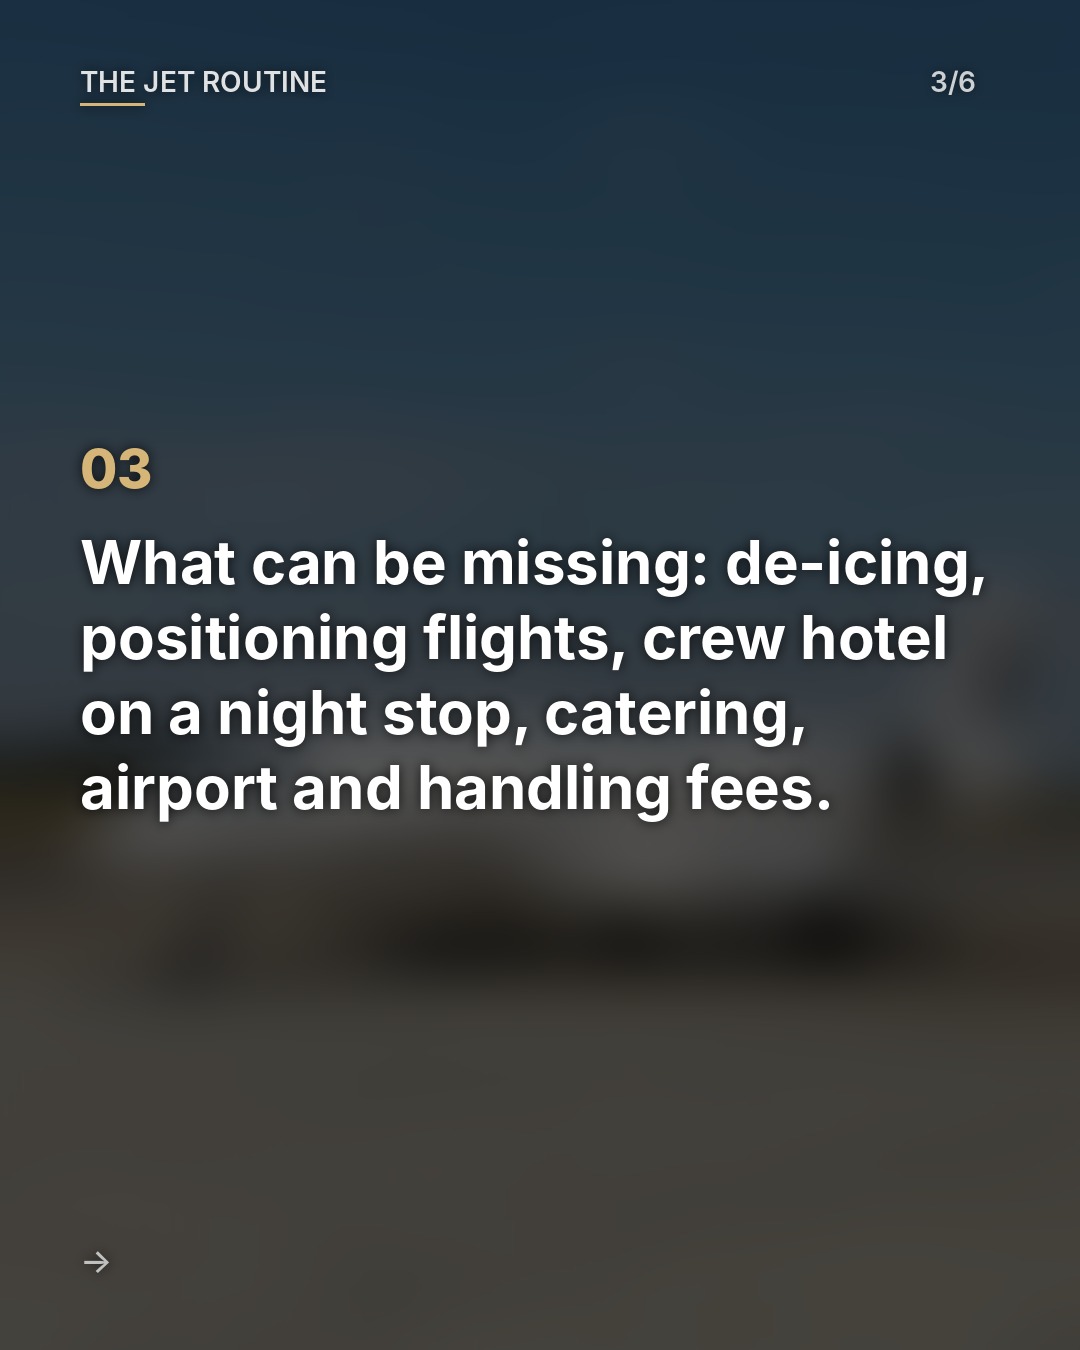 THE JET ROUTINE
3/6
03
What can be missing: de-icing,
positioning flights, crew hotel
on a night stop, catering,
airport and handling fees.
→